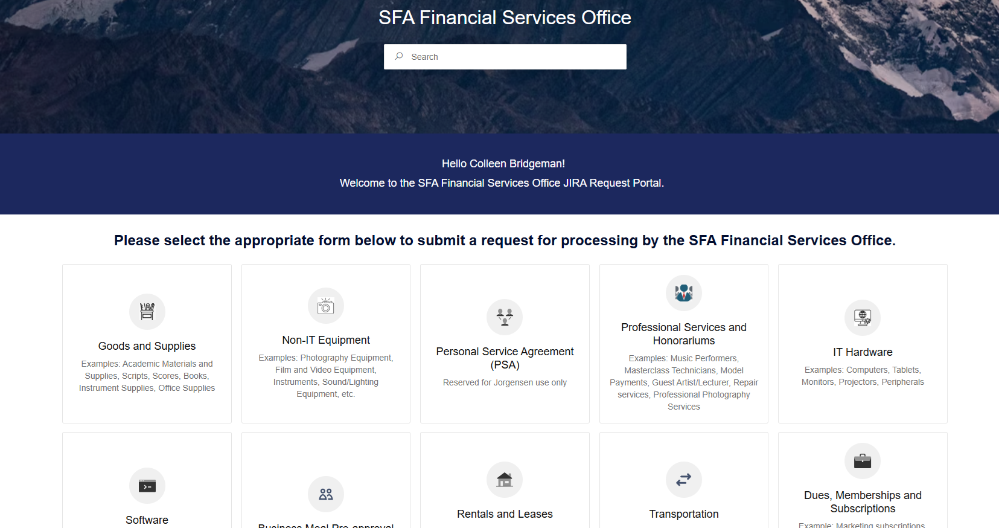 SFA Financial Services Office
Search
Hello Colleen Bridgeman!
Welcome to the SFA Financial Services Office JIRA Request Portal.
Please select the appropriate form below to submit a request for processing by the SFA Financial Services Office.
Goods and Supplies
Examples: Academic Materials and
Supplies, Scripts, Scores, Books,
Instrument Supplies, Office Supplies
Non-IT Equipment
Examples: Photography Equipment,
Film and Video Equipment,
Instruments, Sound/Lighting
Equipment, etc.
Personal Service Agreement
(PSA)
Reserved for Jorgensen use only
Professional Services and
Honorariums
Examples: Music Performers,
Masterclass Technicians, Model
Payments, Guest Artist/Lecturer, Repair
services, Professional Photography
Services
IT Hardware
Examples: Computers, Tablets,
Monitors, Projectors, Peripherals
Software
Business Meal Pre-approval
Rentals and Leases
Transportation
Dues, Memberships and
Subscriptions
Example: Marketing subscriptions